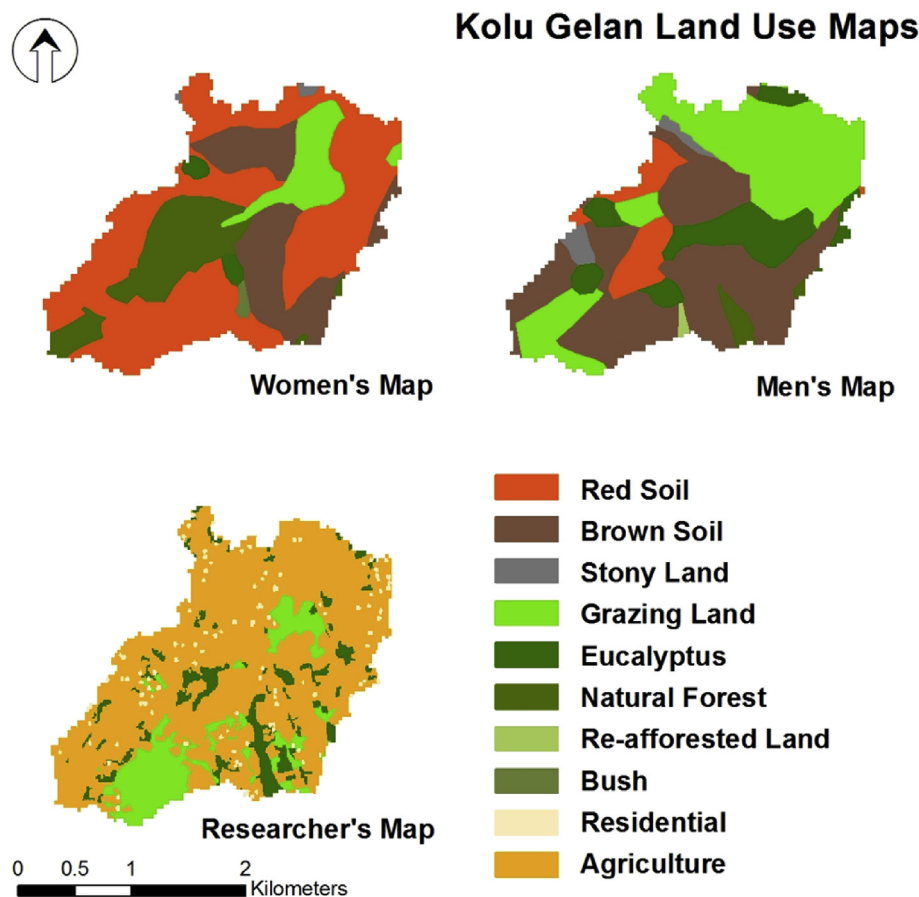 Kolu Gelan Land Use Maps
Women's Map
Men's Map
Red Soil
Brown Soil
Stony Land
Grazing Land
Eucalyptus
Natural Forest
Re-afforested Land
Bush
Residential
Agriculture
Researcher's Map
0 0.5 1 2
Kilometers